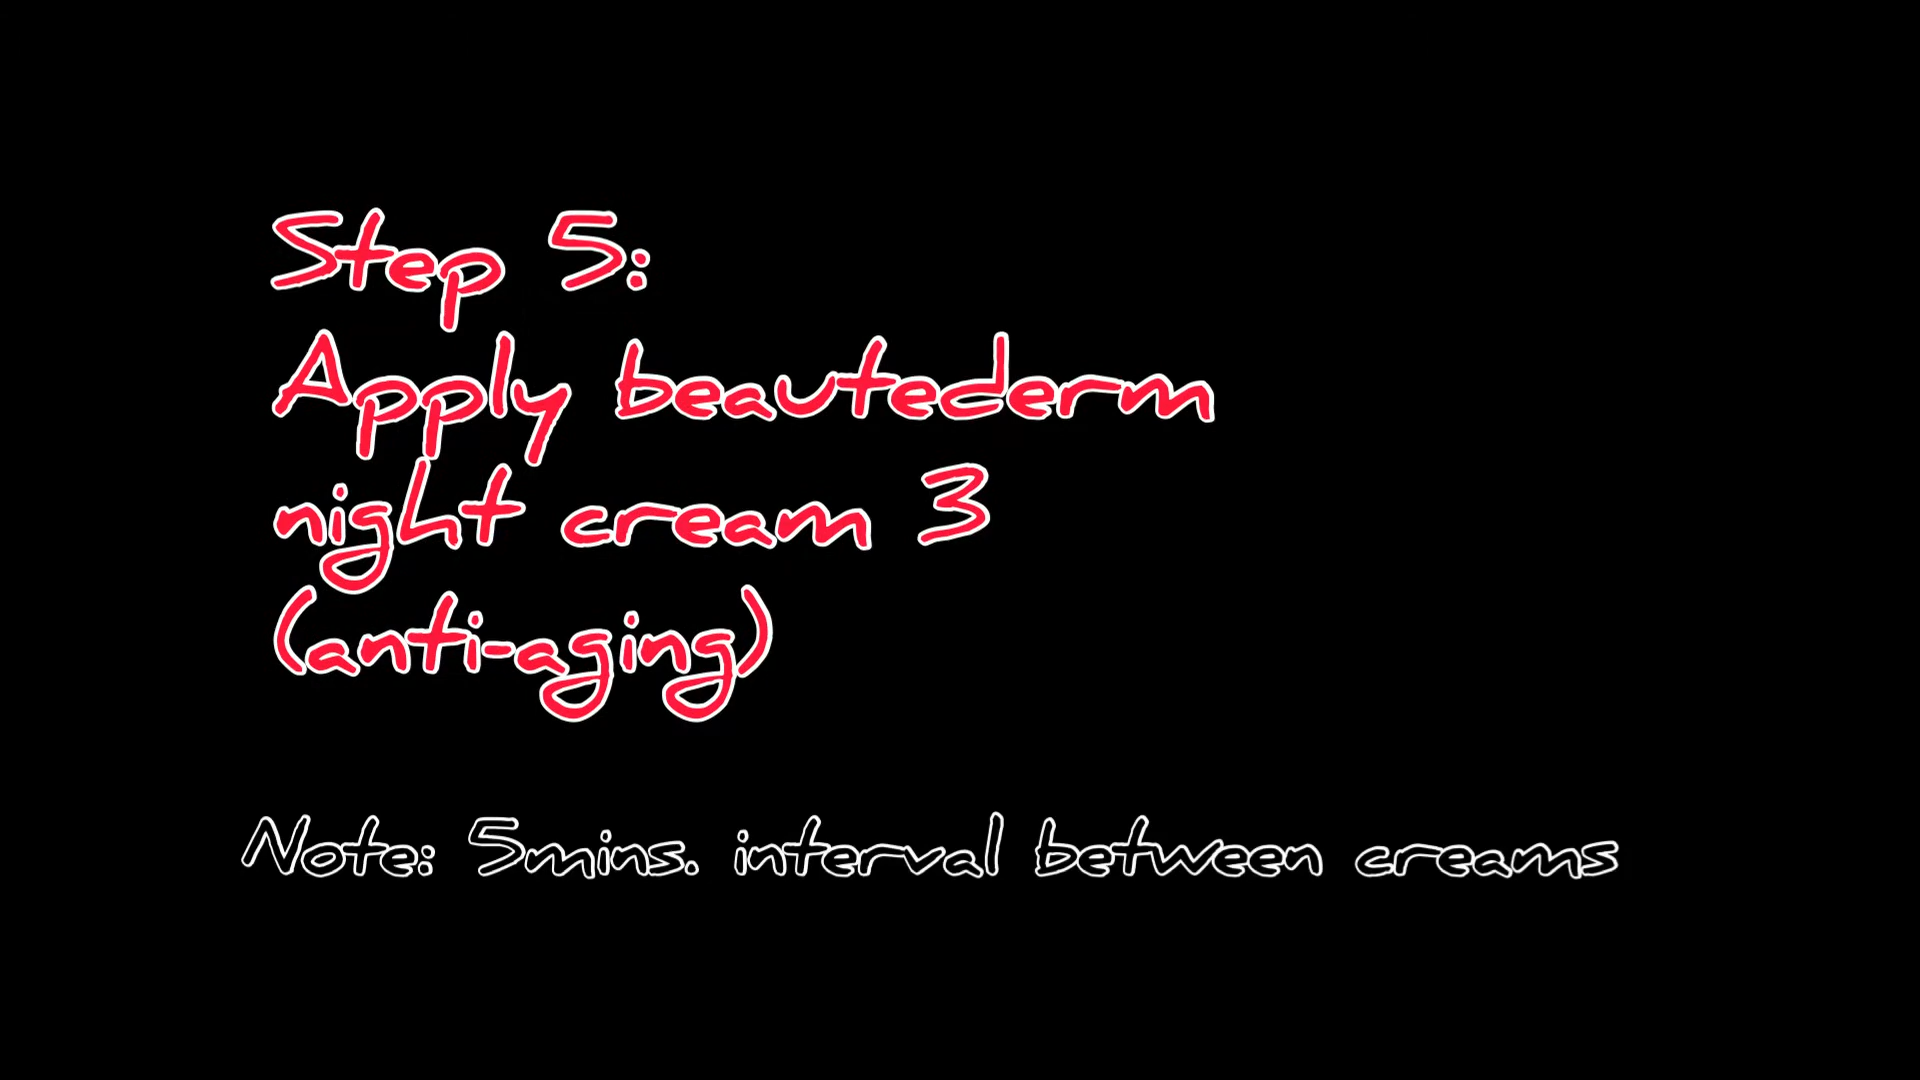 Step 5:
Apply beautederm
night cream 3
(anti-aging)
Note: 5mins. interval between creams